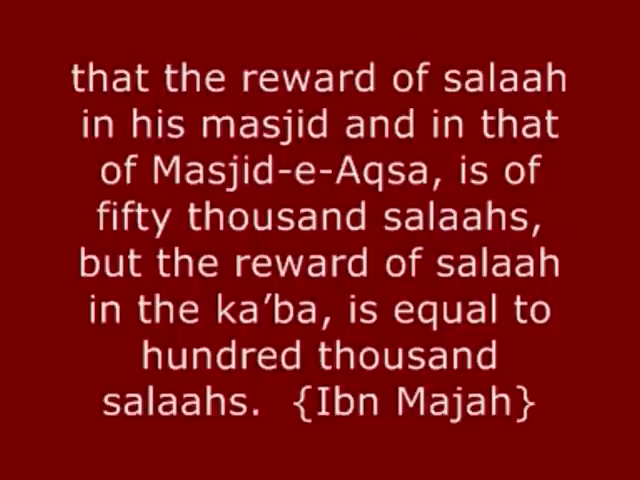 that the reward of salaah
in his masjid and in that
of Masjid-e-Aqsa, is of
fifty thousand salaahs,
but the reward of salaah
in the ka’ba, is equal to
hundred thousand
salaahs.  {Ibn Majah}